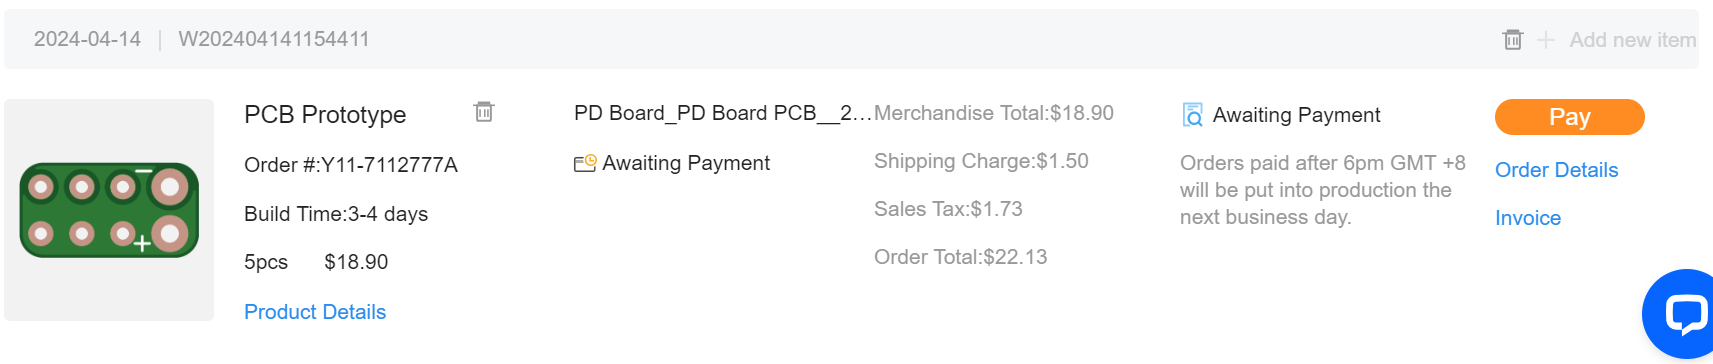 2024-04-14 | W202404141154411
Add new item
PCB Prototype
Order #:Y11-7112777A
Build Time:3-4 days
5pcs $18.90
Product Details
PD Board_PD Board PCB__2...
Awaiting Payment
Merchandise Total:$18.90
Shipping Charge:$1.50
Sales Tax:$1.73
Order Total:$22.13
Awaiting Payment
Orders paid after 6pm GMT +8
will be put into production the
next business day.
Pay
Order Details
Invoice